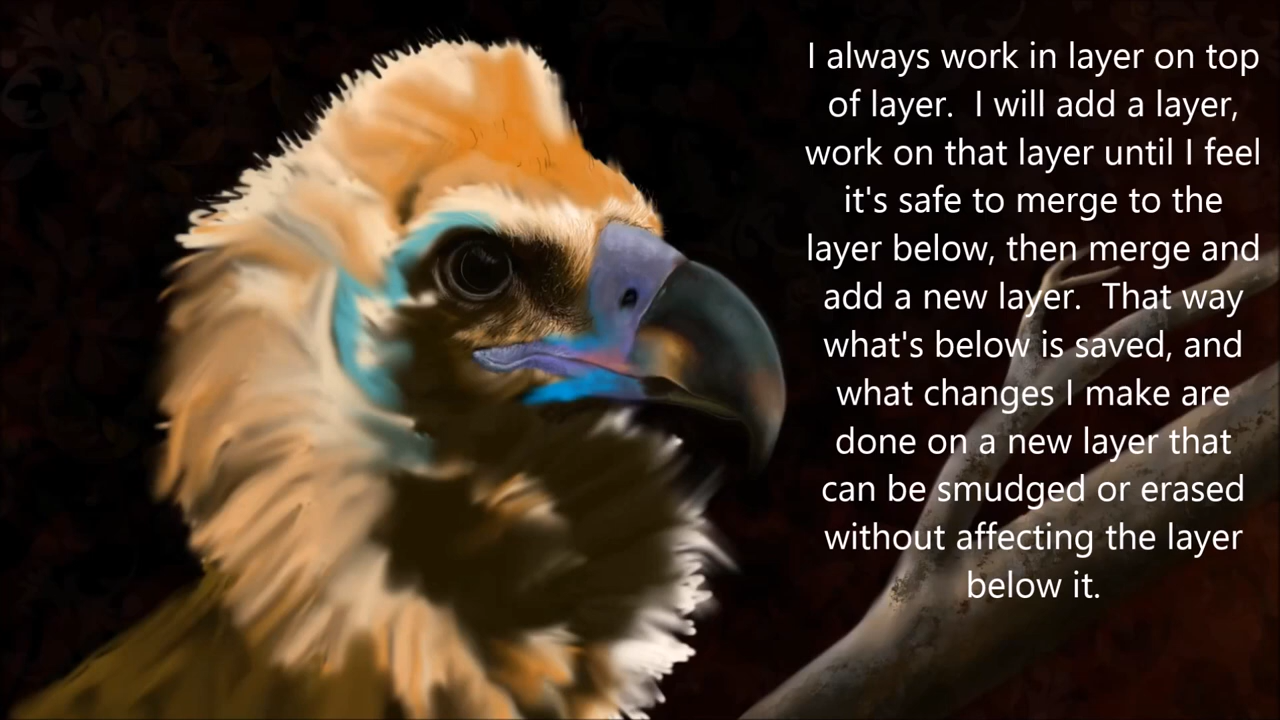 I always work in layer on top
of layer.  I will add a layer,
work on that layer until I feel
it's safe to merge to the
layer below, then merge and
add a new layer.  That way
what's below is saved, and
what changes I make are
done on a new layer that
can be smudged or erased
without affecting the layer
below it.